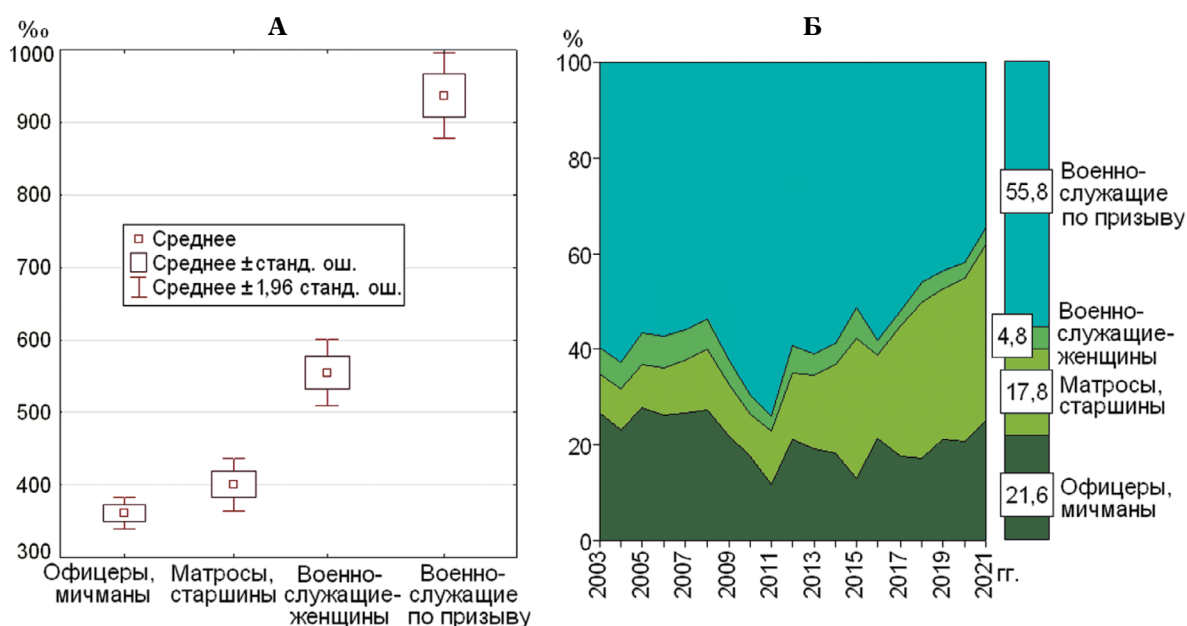 А
‰
1000
900
800
700
600
500
400
300
Среднее
Среднее ± станд. ош.
Среднее ± 1,96 станд. ош.
Офицеры,
мичманы
Матросы,
старшины
Военно-
служащие-
женщины
Военно-
служащие
по призыву
Б
%
100
80
60
40
20
0
2003
2005
2007
2009
2011
2013
2015
2017
2019
2021
гг.
55,8
Военно-
служащие
по призыву
4,8
Военно-
служащие-
женщины
17,8
Матросы,
старшины
21,6
Офицеры,
мичманы